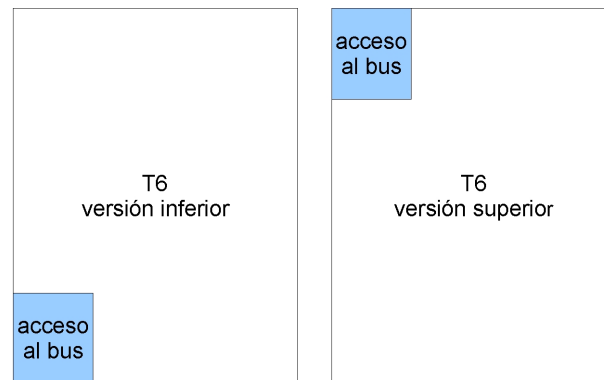 T6
versión inferior
acceso
al bus
acceso
al bus
T6
versión superior